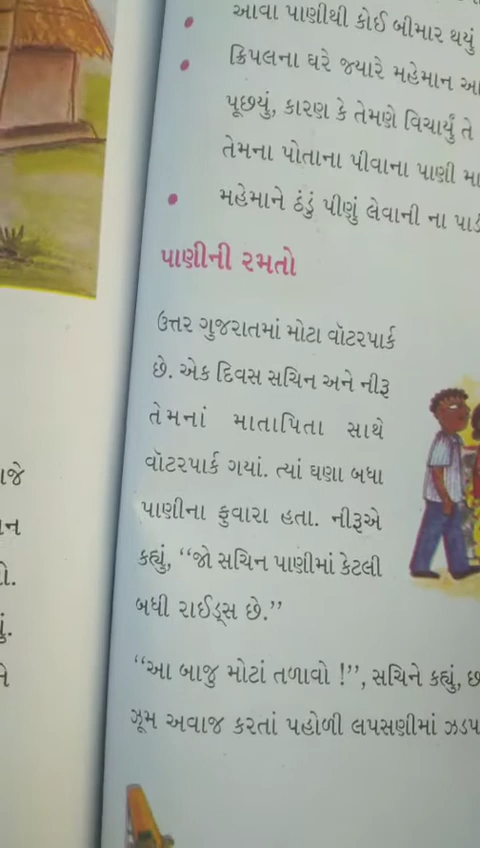 આવા પાણીથી કોઈ બીમાર થયું
ક્રિપલના ઘરે જ્યારે મહેમાન
પૂછયું, કારણ કે તેમણે વિચાર્યું તે
તેમના પોતાના પીવાના પાણી
મહેમાને ઠંડું પીણું લેવાની ના
પાણીની રમતો
ઉત્તર ગુજરાતમાં મોટા વૉટરપાર્ક
છે. એક દિવસ સચિન અને નીરૂ
તેમનાં માતાપિતા સાથે
વૉટરપાર્ક ગયાં. ત્યાં ઘણા બધા
પાણીના ફુવારા હતા. નીરૂએ
કહ્યું, “જો સચિન પાણીમાં કેટલી
બધી રાઈડ્સ છે.”
“આ બાજુ મોટાં તળાવો !”, સચિને કહ્યું,
ઝૂમ અવાજ કરતાં પહોળી લપસણીમાં